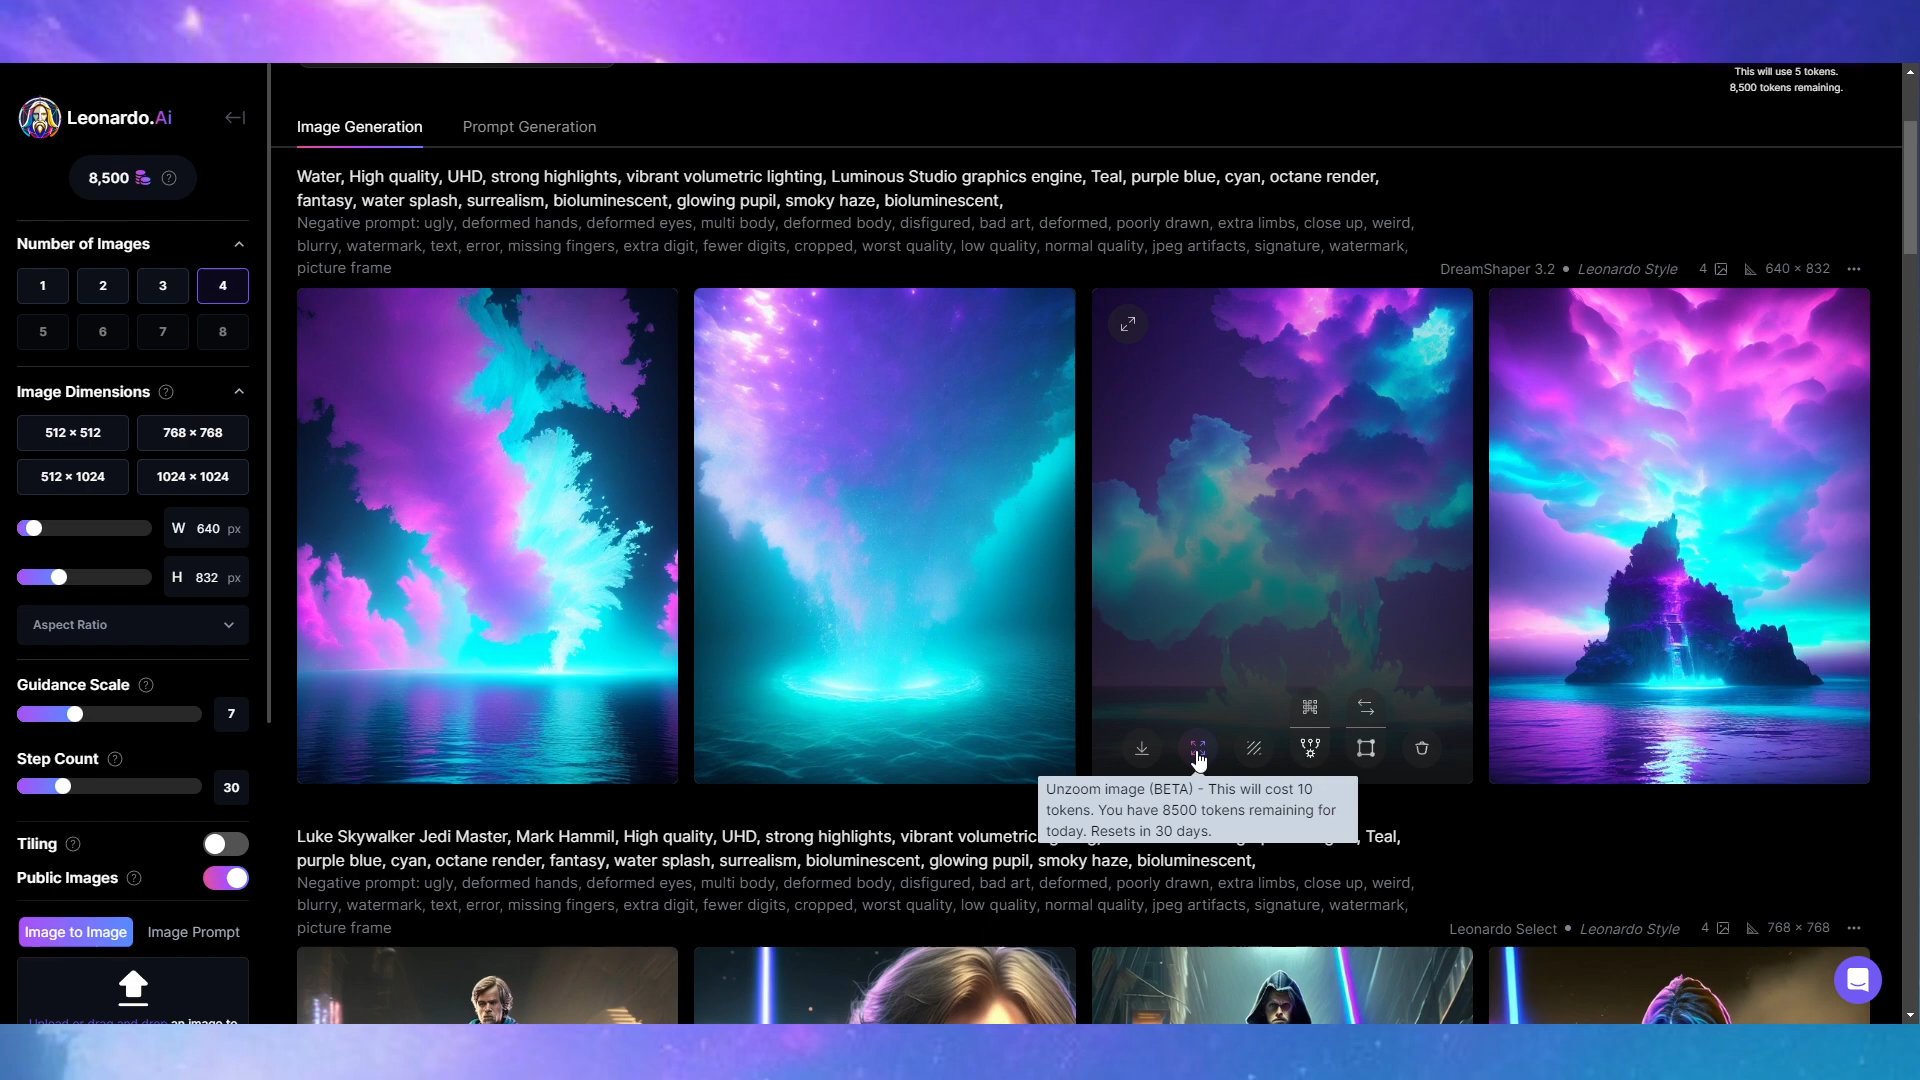 This will use 5 tokens.
8,500 tokens remaining.
Leonardo.Ai
8,500
Number of Images
1 2 3 4
5 6 7 8
Image Dimensions
512 × 512 768 × 768
512 × 1024 1024 × 1024
W 640 px
H 832 px
Aspect Ratio
Guidance Scale
7
Step Count
30
Tiling
Public Images
Image to Image Image Prompt
Upload or drag and drop an image to
Image Generation Prompt Generation
Water, High quality, UHD, strong highlights, vibrant volumetric lighting, Luminous Studio graphics engine, Teal, purple blue, cyan, octane render,
fantasy, water splash, surrealism, bioluminescent, glowing pupil, smoky haze, bioluminescent,
Negative prompt: ugly, deformed hands, deformed eyes, multi body, deformed body, disfigured, bad art, deformed, poorly drawn, extra limbs, close up, weird,
blurry, watermark, text, error, missing fingers, extra digit, fewer digits, cropped, worst quality, low quality, normal quality, jpeg artifacts, signature, watermark,
picture frame
DreamShaper 3.2 • Leonardo Style 4 640 × 832 •••
Unzoom image (BETA) - This will cost 10
tokens. You have 8500 tokens remaining for
today. Resets in 30 days.
Luke Skywalker Jedi Master, Mark Hammil, High quality, UHD, strong highlights, vibrant volumetric , Teal,
purple blue, cyan, octane render, fantasy, water splash, surrealism, bioluminescent, glowing pupil, smoky haze, bioluminescent,
Negative prompt: ugly, deformed hands, deformed eyes, multi body, deformed body, disfigured, bad art, deformed, poorly drawn, extra limbs, close up, weird,
blurry, watermark, text, error, missing fingers, extra digit, fewer digits, cropped, worst quality, low quality, normal quality, jpeg artifacts, signature, watermark,
picture frame
Leonardo Select • Leonardo Style 4 768 × 768 •••